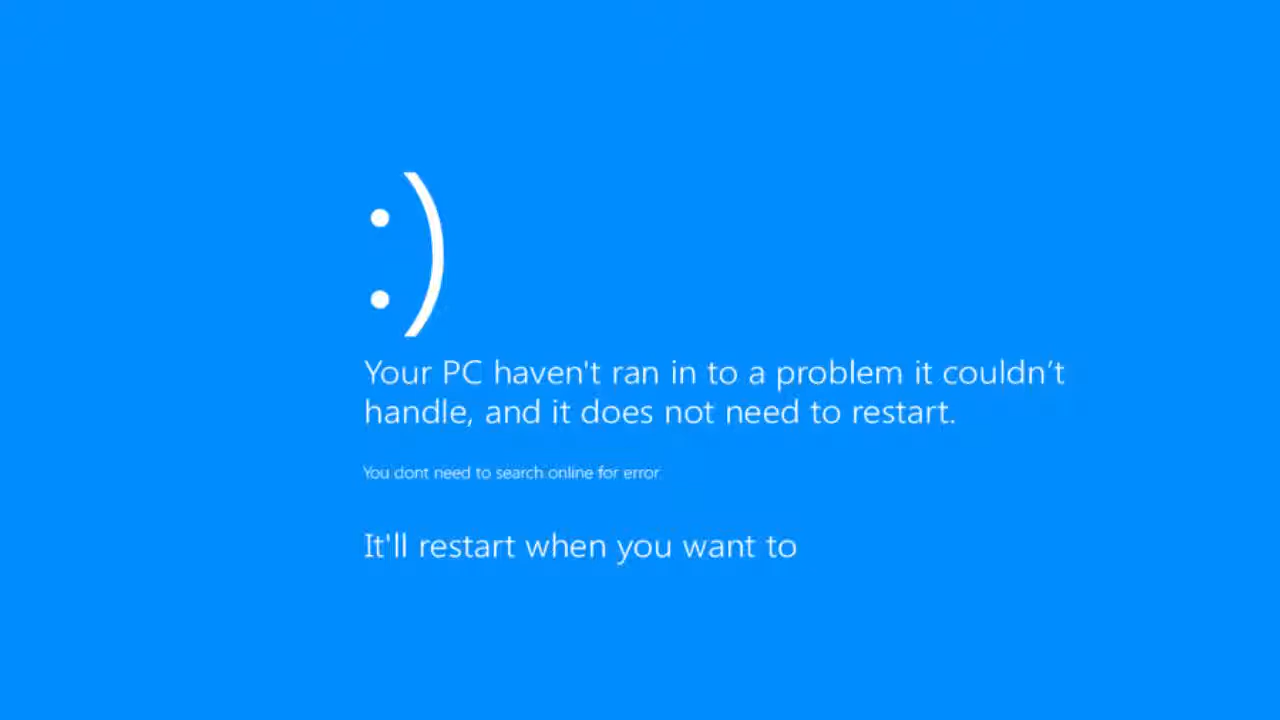 :)
Your PC haven't ran in to a problem it couldn’t
handle, and it does not need to restart.
You dont need to search online for error.
It'll restart when you want to